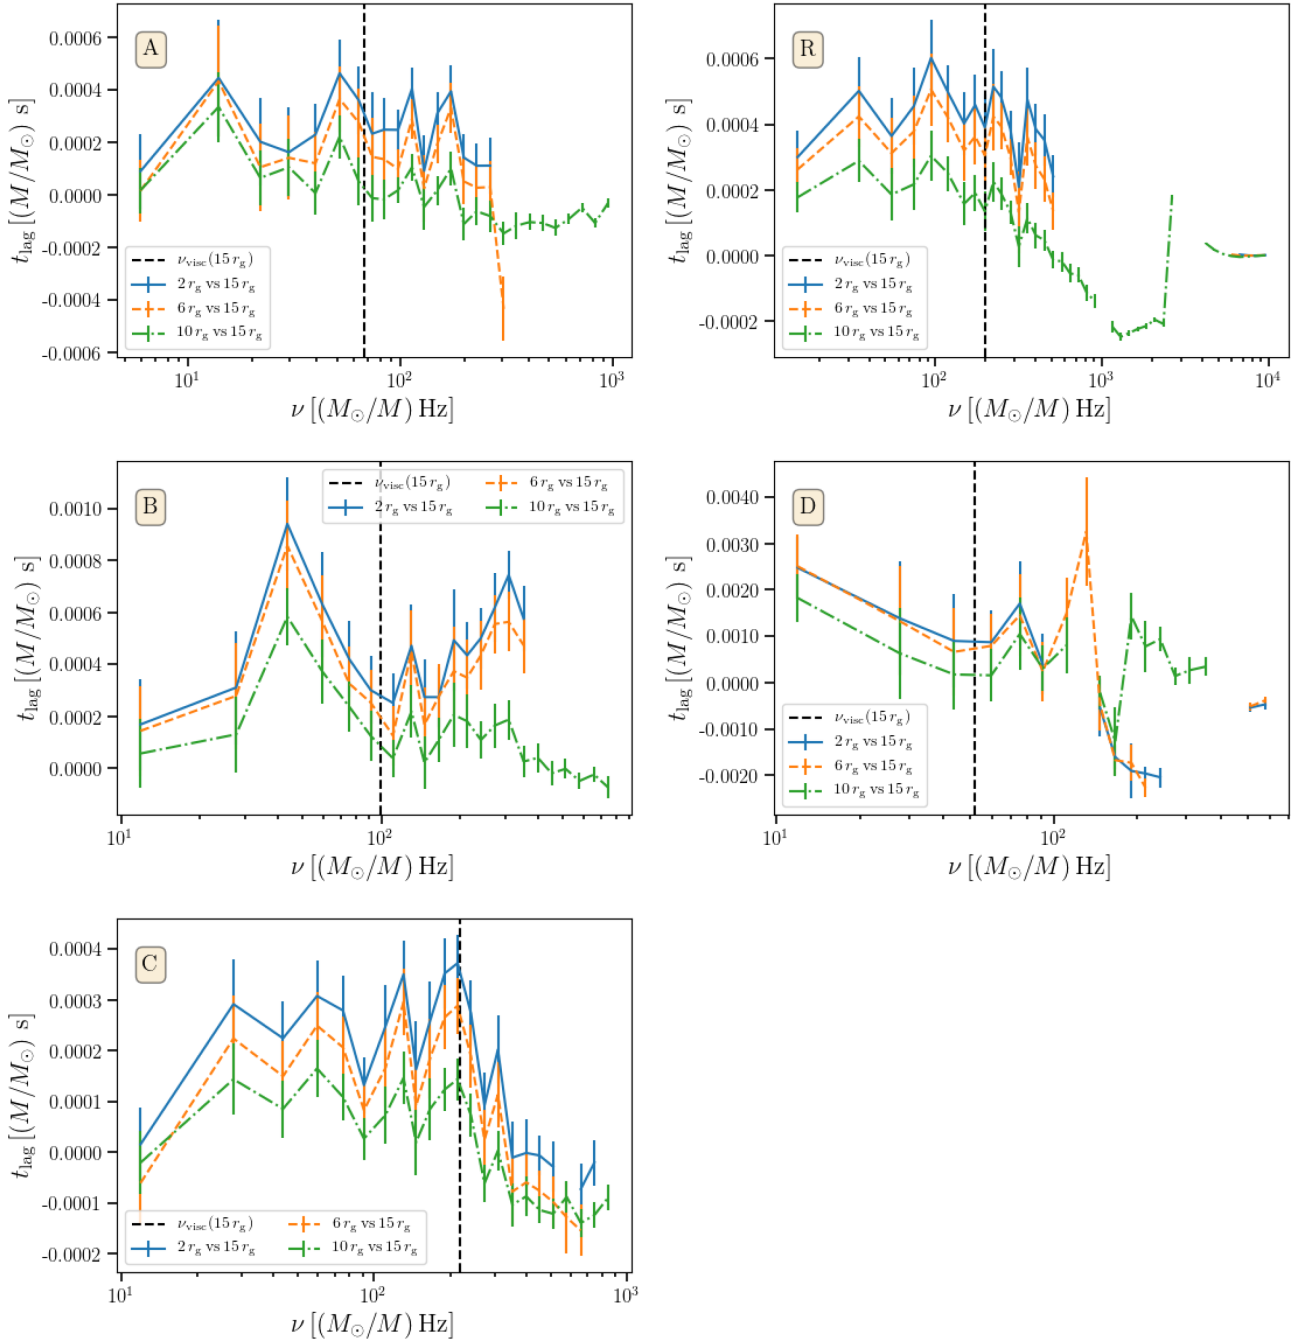 A
0.0006
0.0004
0.0002
0.0000
-0.0002
-0.0004
-0.0006
t_lag [(M/M_⊙) s]
ν_visc(15 r_g)
2 r_g vs 15 r_g
6 r_g vs 15 r_g
10 r_g vs 15 r_g
10^1
10^2
10^3
ν [(M_⊙/M) Hz]
R
0.0006
0.0004
0.0002
0.0000
-0.0002
t_lag [(M/M_⊙) s]
ν_visc(15 r_g)
2 r_g vs 15 r_g
6 r_g vs 15 r_g
10 r_g vs 15 r_g
10^2
10^3
10^4
ν [(M_⊙/M) Hz]
B
0.0010
0.0008
0.0006
0.0004
0.0002
0.0000
t_lag [(M/M_⊙) s]
ν_visc(15 r_g)
2 r_g vs 15 r_g
6 r_g vs 15 r_g
10 r_g vs 15 r_g
10^1
10^2
ν [(M_⊙/M) Hz]
D
0.0040
0.0030
0.0020
0.0010
0.0000
-0.0010
-0.0020
t_lag [(M/M_⊙) s]
ν_visc(15 r_g)
2 r_g vs 15 r_g
6 r_g vs 15 r_g
10 r_g vs 15 r_g
10^1
10^2
ν [(M_⊙/M) Hz]
C
0.0004
0.0003
0.0002
0.0001
0.0000
-0.0001
-0.0002
t_lag [(M/M_⊙) s]
ν_visc(15 r_g)
2 r_g vs 15 r_g
6 r_g vs 15 r_g
10 r_g vs 15 r_g
10^1
10^2
10^3
ν [(M_⊙/M) Hz]